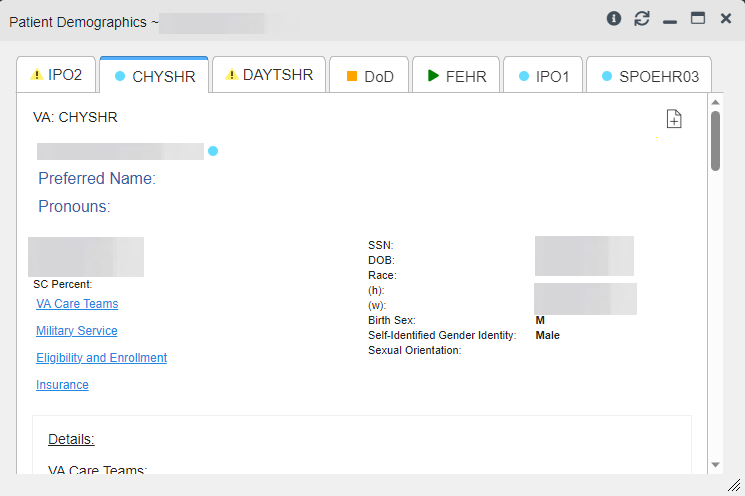 Patient Demographics ~
IPO2 CHYSHR DAYTSHR DoD FEHR IPO1 SPOEHR03
VA: CHYSHR
Preferred Name:
Pronouns:
SC Percent:
VA Care Teams
Military Service
Eligibility and Enrollment
Insurance
SSN:
DOB:
Race:
(h):
(w):
Birth Sex: M
Self-Identified Gender Identity: Male
Sexual Orientation:
Details:
VA Care Teams: